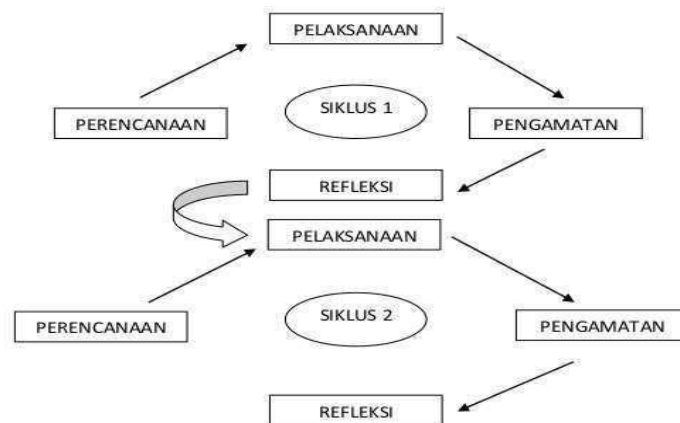 PELAKSANAAN
SIKLUS 1
PERENCANAAN
PENGAMATAN
REFLEKSI
PELAKSANAAN
SIKLUS 2
PERENCANAAN
PENGAMATAN
REFLEKSI